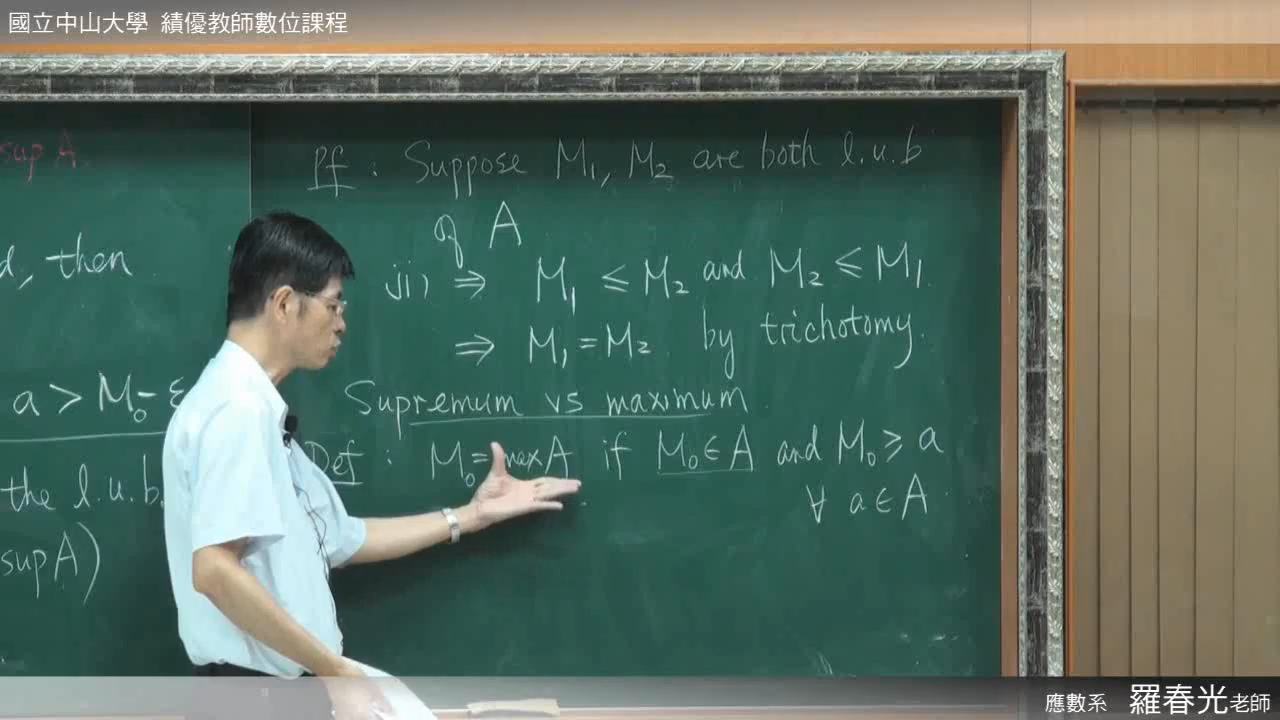 國立中山大學 績優教師數位課程
sup A.
d, then
a > M₀ - ε
the l.u.b.
sup A)
Pf : Suppose M₁, M₂ are both l.u.b
of A
ii) ⇒ M₁ ≤ M₂ and M₂ ≤ M₁.
⇒ M₁ = M₂ by trichotomy.
Supremum vs maximum
Def : M₀ = max A if M₀ ∈ A and M₀ ≥ a
∀ a ∈ A
應數系 羅春光老師